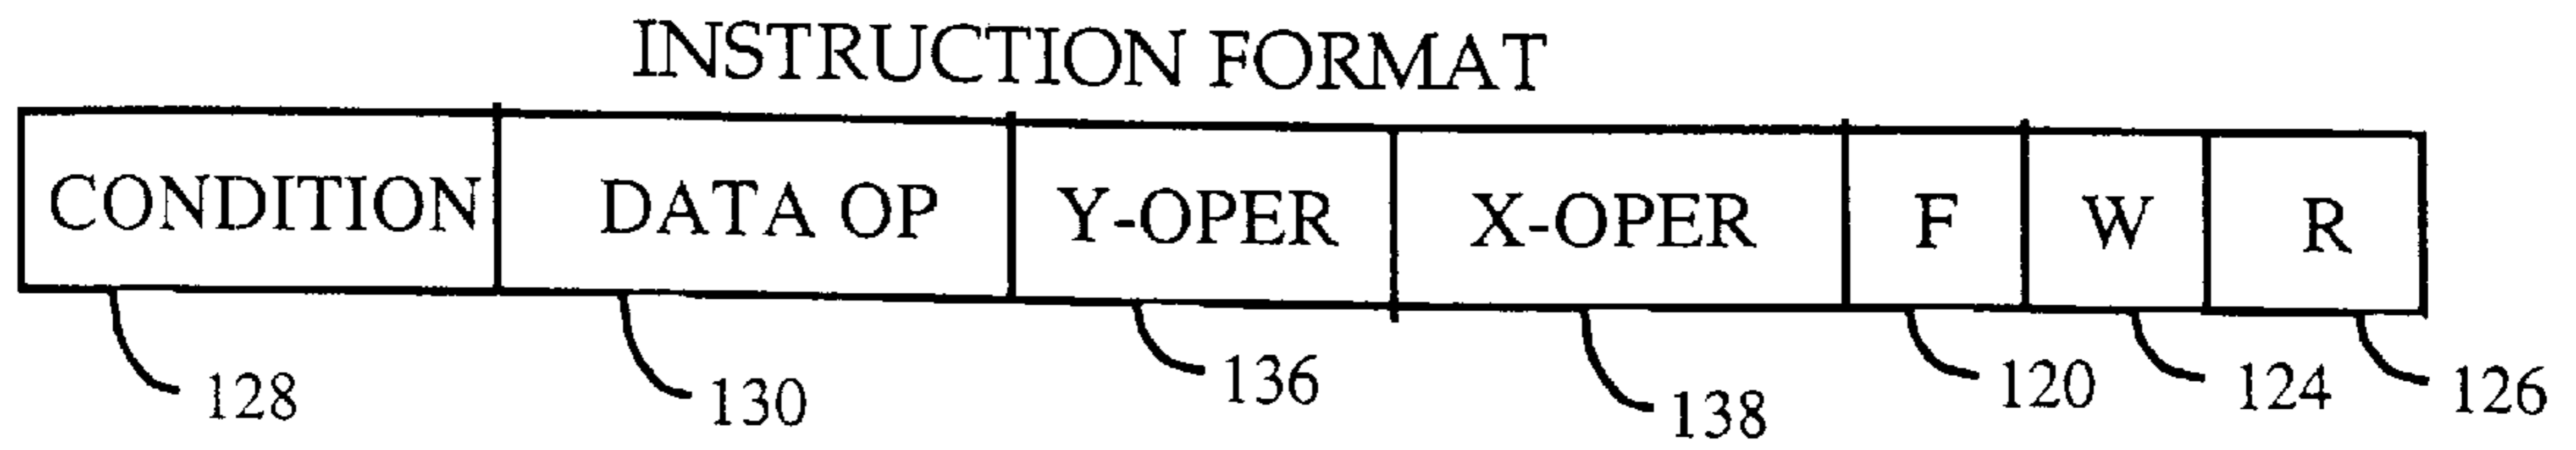 INSTRUCTION FORMAT
CONDITION DATA OP Y-OPER X-OPER F W R
128 130 136 138 120 124 126